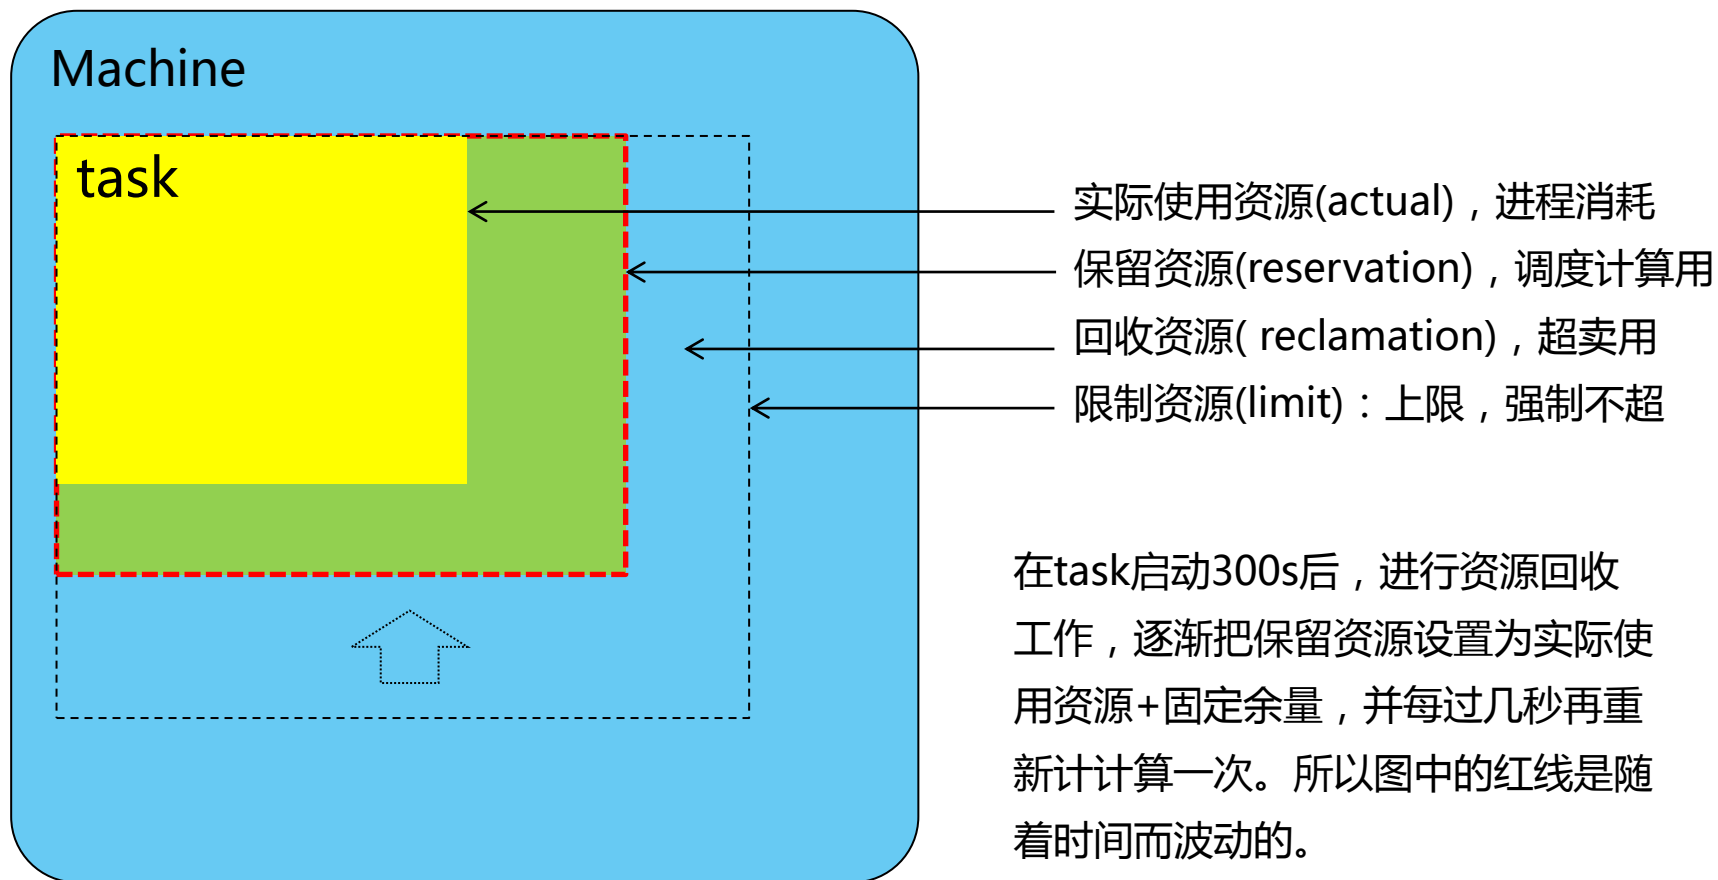 Machine
task
实际使用资源(actual)，进程消耗
保留资源(reservation)，调度计算用
回收资源( reclamation)，超卖用
限制资源(limit)：上限，强制不超
在task启动300s后，进行资源回收
工作，逐渐把保留资源设置为实际使
用资源+固定余量，并每过几秒再重
新计计算一次。所以图中的红线是随
着时间而波动的。